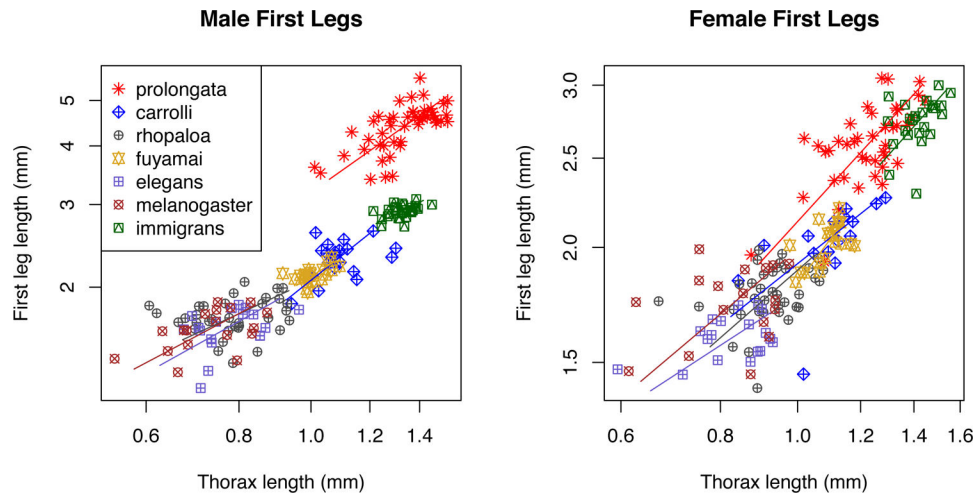 Male First Legs
First leg length (mm)
5
4
3
2
prolongata
carrolli
rhopaloa
fuyamai
elegans
melanogaster
immigrans
0.6 0.8 1.0 1.2 1.4
Thorax length (mm)
Female First Legs
First leg length (mm)
3.0
2.5
2.0
1.5
0.6 0.8 1.0 1.2 1.4 1.6
Thorax length (mm)